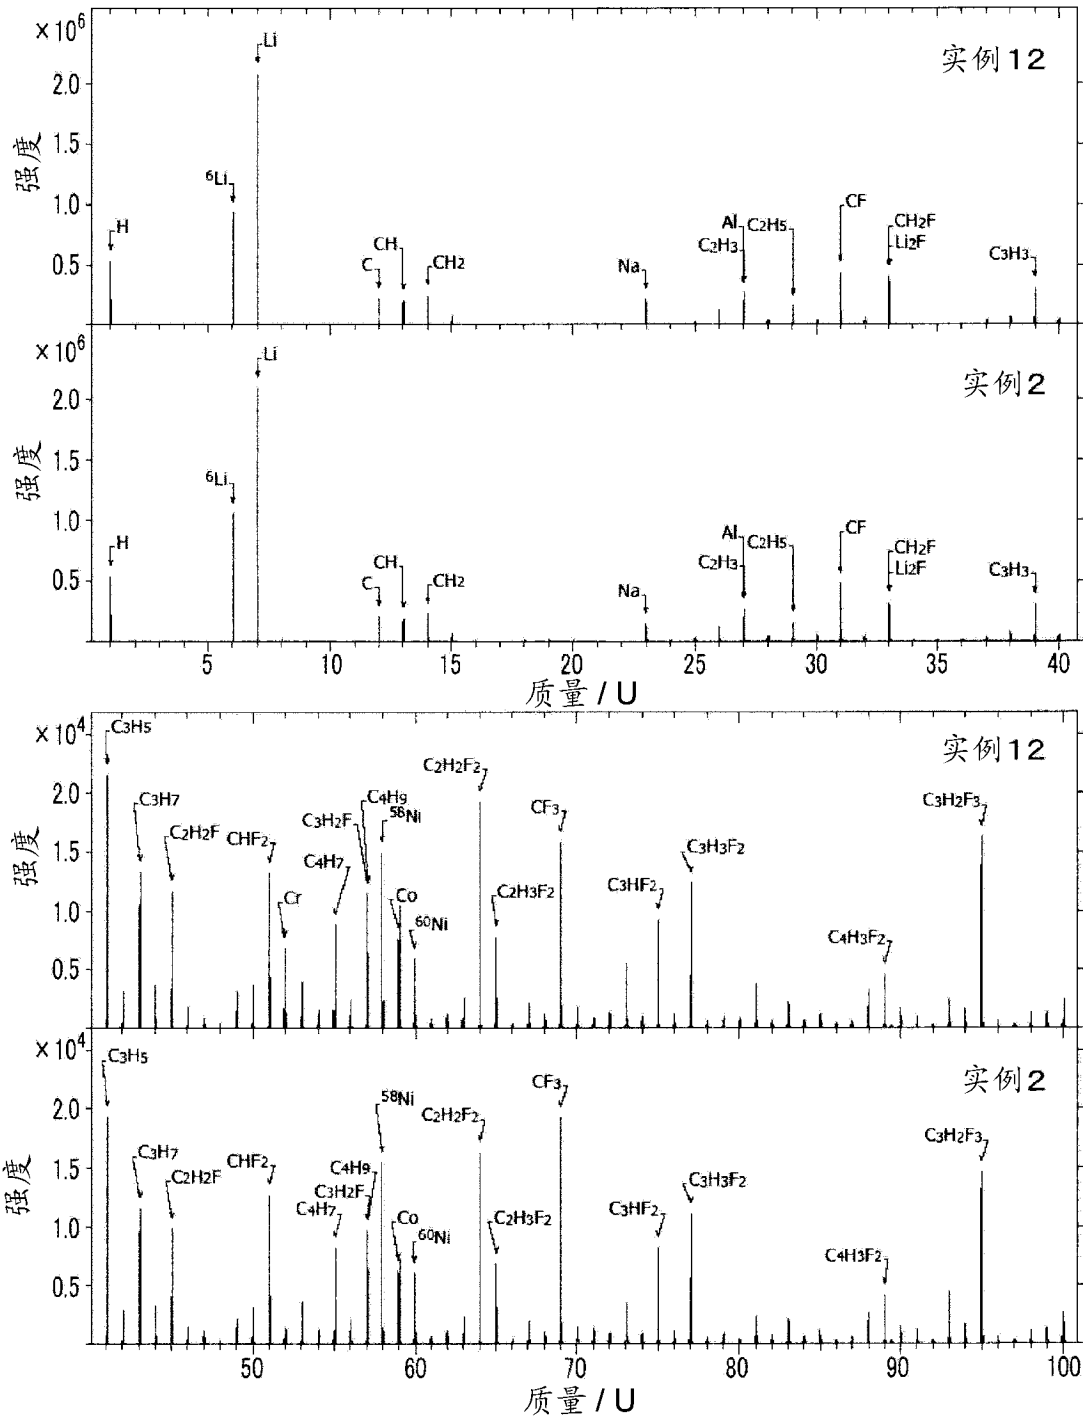 ×10⁶
Li
实例12
2.0
强度
1.5
⁶Li
1.0
H
CF
Al
C₂H₅
CH₂F
CH
C₂H₃
Li₂F
0.5
C
CH₂
Na
C₃H₃
×10⁶
Li
实例2
2.0
强度
1.5
⁶Li
1.0
H
CF
Al
C₂H₅
CH₂F
CH
C₂H₃
Li₂F
0.5
C
CH₂
Na
C₃H₃
5 10 15 20 25 30 35 40
质量 / U
×10⁴
C₃H₅
实例12
2.0
C₃H₇
C₂H₂F₂
C₄H₉
CF₃
C₃H₂F₃
⁵⁸Ni
C₃H₂F
强度
1.5
C₂H₂F
CHF₂
C₄H₇
C₃H₃F₂
Cr
Co
C₂H₃F₂
C₃HF₂
1.0
⁶⁰Ni
C₄H₃F₂
0.5
×10⁴
C₃H₅
实例2
CF₃
⁵⁸Ni
2.0
C₂H₂F₂
C₃H₂F₃
强度
1.5
C₃H₇
C₂H₂F
CHF₂
C₄H₉
C₃H₂F
C₄H₇
C₃HF₂
C₃H₃F₂
Co
C₂H₃F₂
1.0
⁶⁰Ni
C₄H₃F₂
0.5
50 60 70 80 90 100
质量 / U